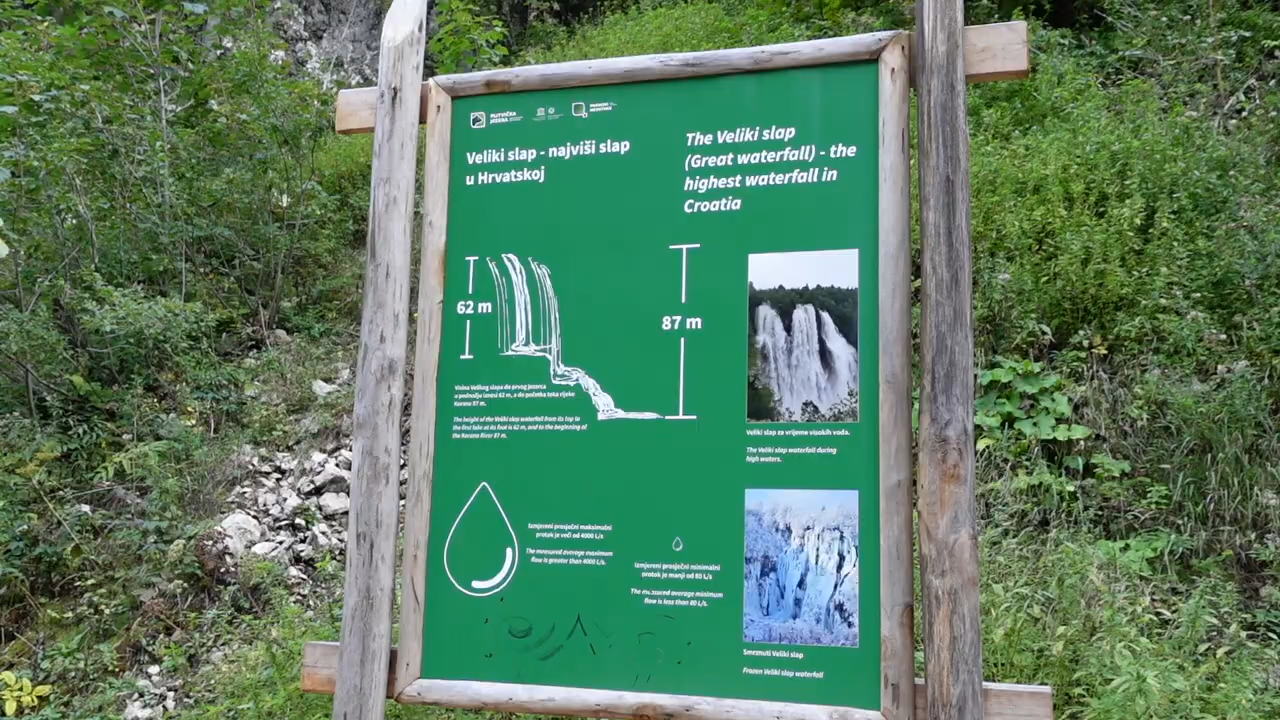 PLITVIČKA
JEZERA
Veliki slap - najviši slap
u Hrvatskoj
The Veliki slap
(Great waterfall) - the
highest waterfall in
Croatia
62 m
87 m
Visina Velikog slapa do prvog jezerca
u podnožju iznosi 62 m, a do početka toka rijeke
Korane 87 m.
The height of the Veliki slap waterfall from its top to
the first lake at its foot is 62 m, and to the beginning of
the Korana River 87 m.
Veliki slap za vrijeme visokih voda.
The Veliki slap waterfall during
high waters.
Izmjereni prosječni maksimalni
protok je veći od 4000 L/s
The measured average maximum
flow is greater than 4000 L/s.
Izmjereni prosječni minimalni
protok je manji od 80 L/s
The measured average minimum
flow is less than 80 L/s.
Smrznuti Veliki slap
Frozen Veliki slap waterfall